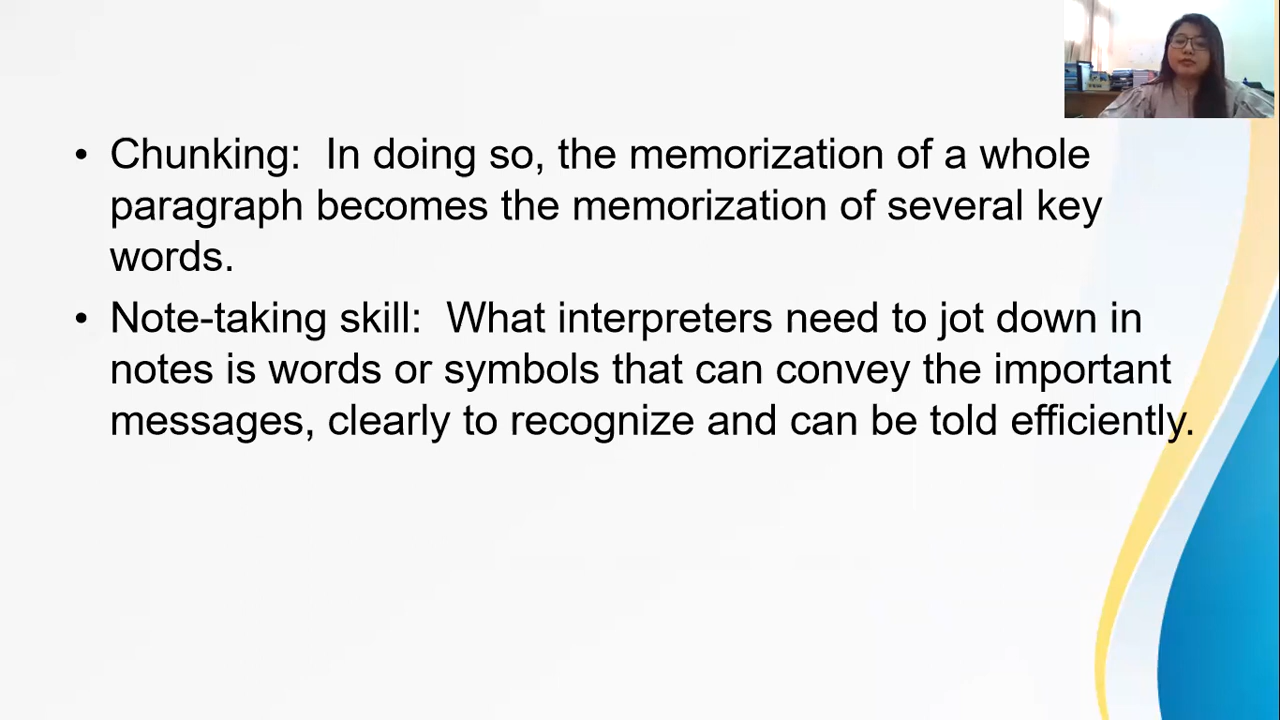 • Chunking:  In doing so, the memorization of a whole
paragraph becomes the memorization of several key
words.
• Note-taking skill:  What interpreters need to jot down in
notes is words or symbols that can convey the important
messages, clearly to recognize and can be told efficiently.